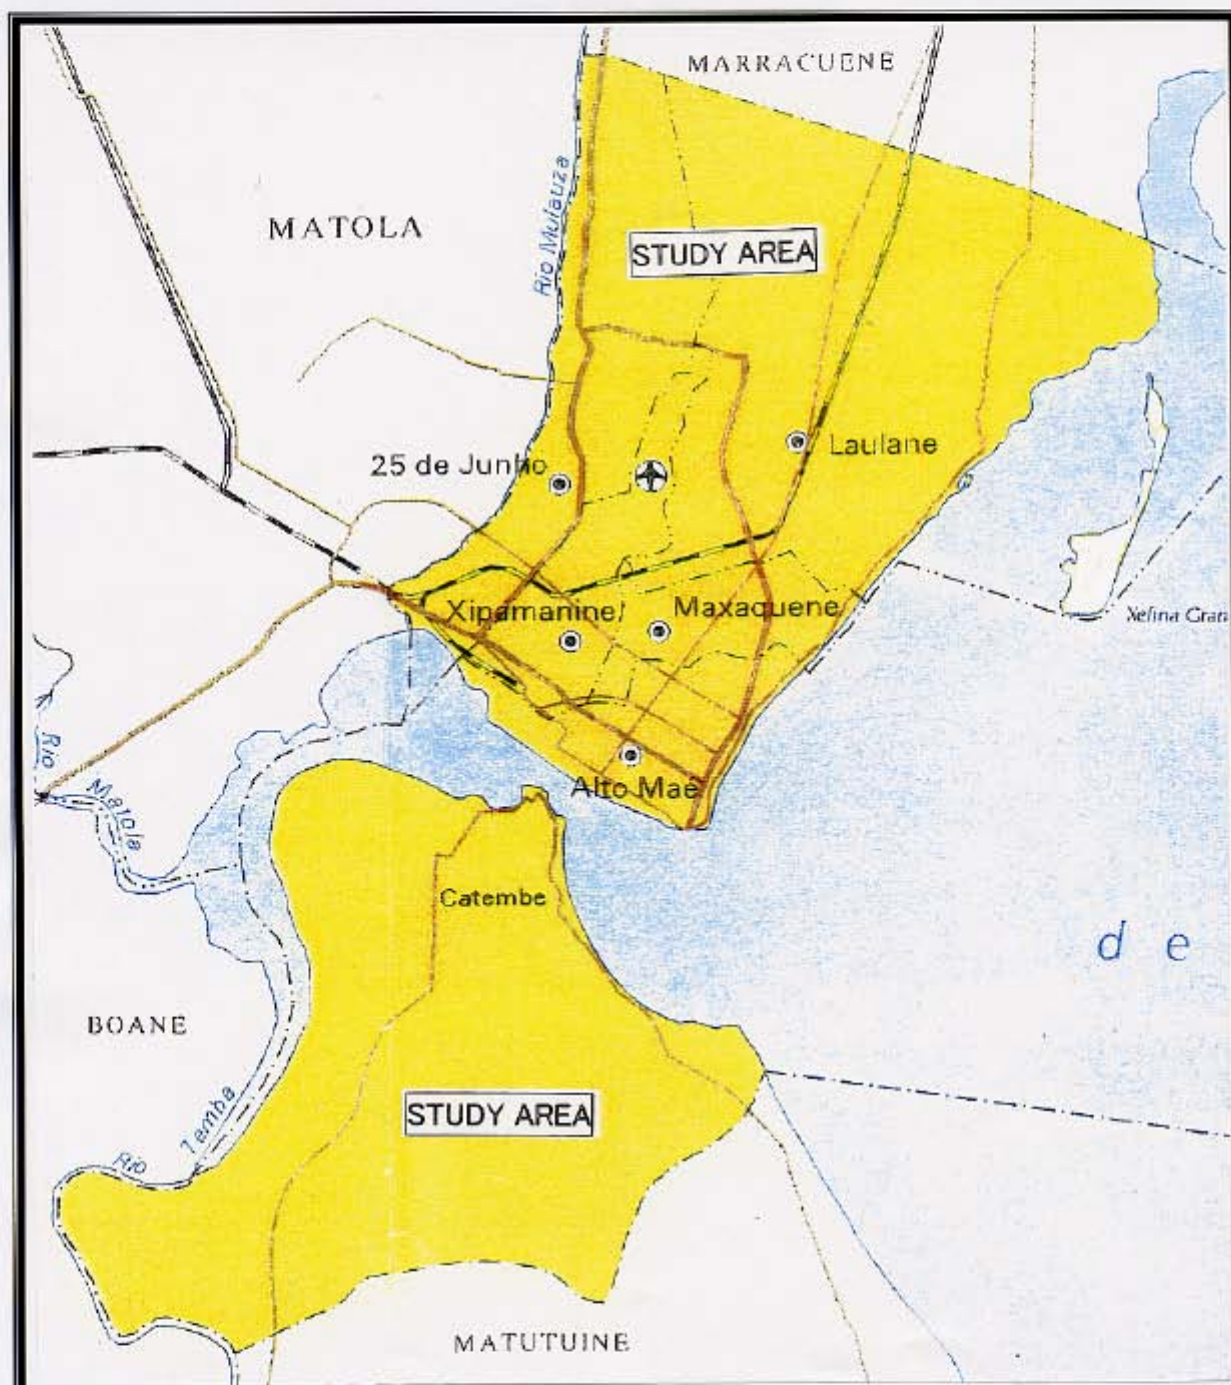 MARRACUENE
MATOLA
Rio Mulauza
STUDY AREA
25 de Junho
Laulane
Xipamanine
Maxaquene
Xefina Gran
Rio
Matola
Alto Maé
Catembe
d e
BOANE
STUDY AREA
Rio Tembe
MATUTUINE